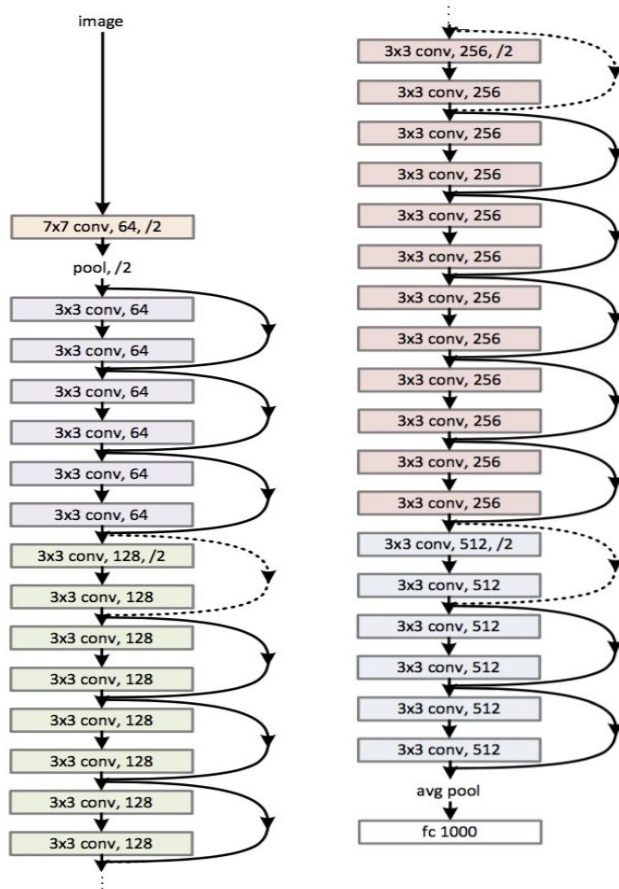 image
7x7 conv, 64, /2
pool, /2
3x3 conv, 64
3x3 conv, 64
3x3 conv, 64
3x3 conv, 64
3x3 conv, 64
3x3 conv, 64
3x3 conv, 128, /2
3x3 conv, 128
3x3 conv, 128
3x3 conv, 128
3x3 conv, 128
3x3 conv, 128
3x3 conv, 128
3x3 conv, 128
3x3 conv, 256, /2
3x3 conv, 256
3x3 conv, 256
3x3 conv, 256
3x3 conv, 256
3x3 conv, 256
3x3 conv, 256
3x3 conv, 256
3x3 conv, 256
3x3 conv, 256
3x3 conv, 256
3x3 conv, 256
3x3 conv, 512, /2
3x3 conv, 512
3x3 conv, 512
3x3 conv, 512
3x3 conv, 512
3x3 conv, 512
avg pool
fc 1000